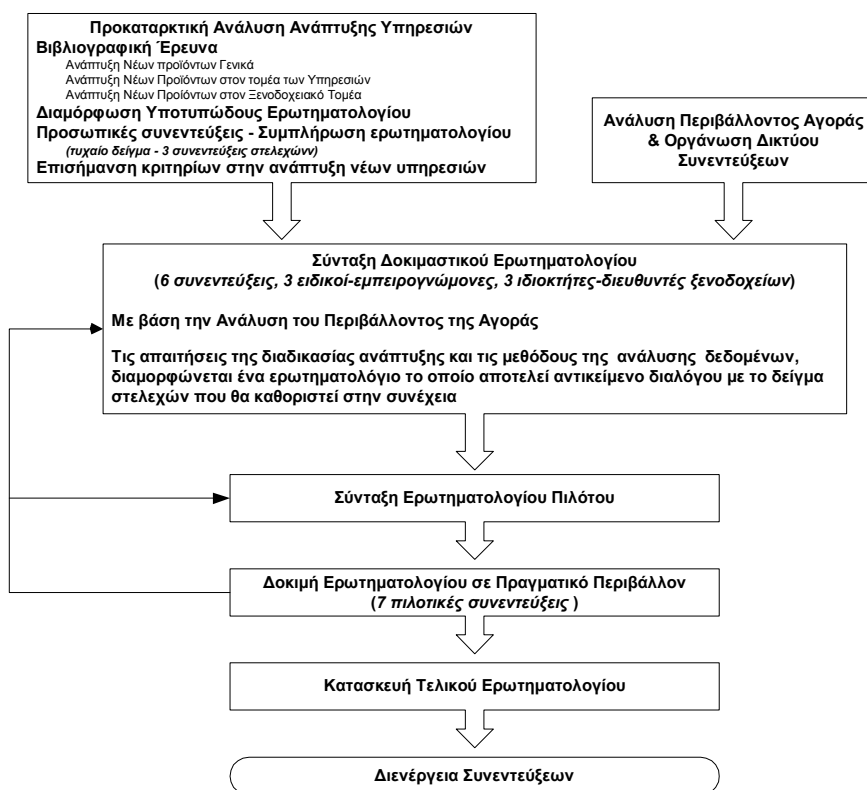 Προκαταρκτική Ανάλυση Ανάπτυξης Υπηρεσιών
Βιβλιογραφική Έρευνα
Ανάπτυξη Νέων προϊόντων Γενικά
Ανάπτυξη Νέων Προϊόντων στον τομέα των Υπηρεσιών
Ανάπτυξη Νέων Προϊόντων στον Ξενοδοχειακό Τομέα
Διαμόρφωση Υποτυπώδους Ερωτηματολογίου
Προσωπικές συνεντεύξεις - Συμπλήρωση ερωτηματολογίου
(τυχαίο δείγμα - 3 συνεντεύξεις στελεχώνν)
Επισήμανση κριτηρίων στην ανάπτυξη νέων υπηρεσιών
Ανάλυση Περιβάλλοντος Αγοράς
& Οργάνωση Δικτύου
Συνεντεύξεων
Σύνταξη Δοκιμαστικού Ερωτηματολογίου
(6 συνεντεύξεις, 3 ειδικοί-εμπειρογνώμονες, 3 ιδιοκτήτες-διευθυντές ξενοδοχείων)
Με βάση την Ανάλυση του Περιβάλλοντος της Αγοράς
Τις απαιτήσεις της διαδικασίας ανάπτυξης και τις μεθόδους της ανάλυσης δεδομένων,
διαμορφώνεται ένα ερωτηματολόγιο το οποίο αποτελεί αντικείμενο διαλόγου με το δείγμα
στελεχών που θα καθοριστεί στην συνέχεια
Σύνταξη Ερωτηματολογίου Πιλότου
Δοκιμή Ερωτηματολογίου σε Πραγματικό Περιβάλλον
(7 πιλοτικές συνεντεύξεις )
Κατασκευή Τελικού Ερωτηματολογίου
Διενέργεια Συνεντεύξεων